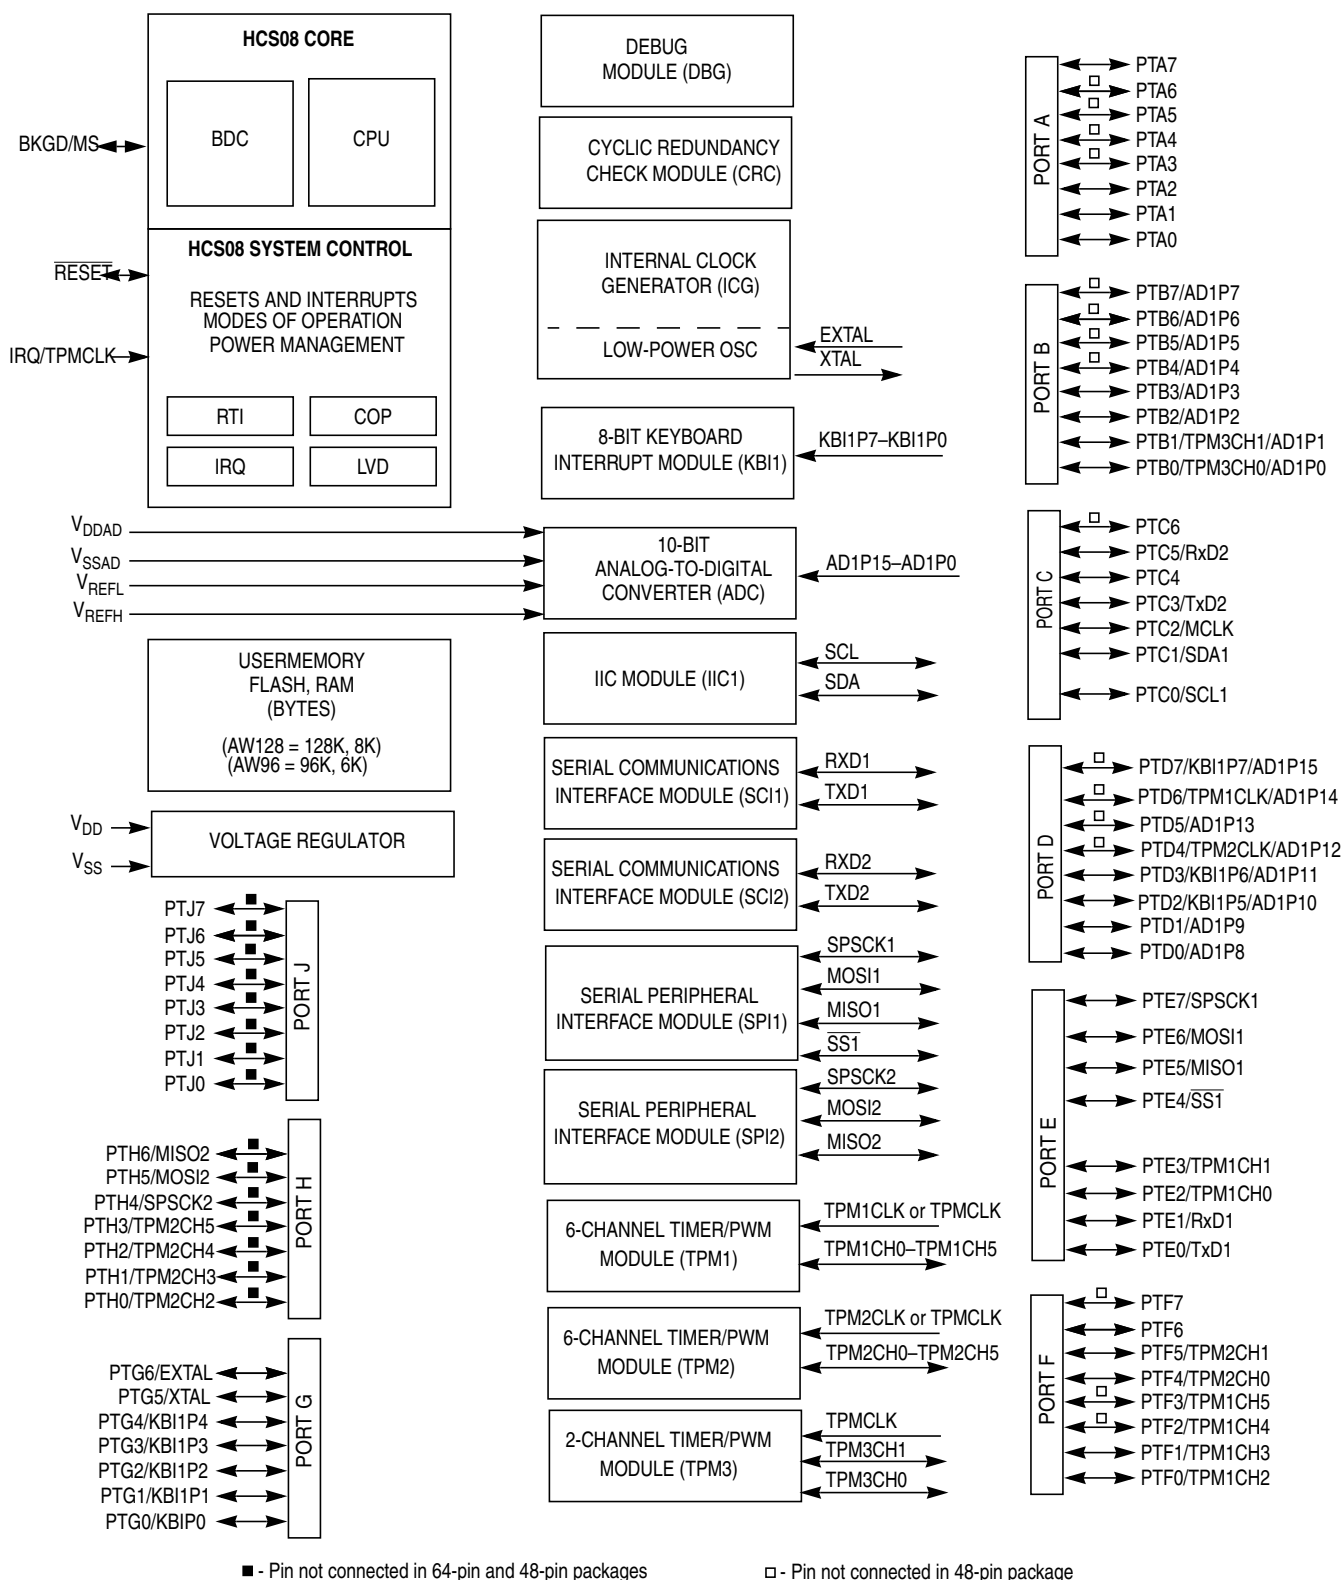 HCS08 CORE
BDC
CPU
BKGD/MS
HCS08 SYSTEM CONTROL
RESET
RESETS AND INTERRUPTS
MODES OF OPERATION
POWER MANAGEMENT
IRQ/TPMCLK
RTI
COP
IRQ
LVD
VDDAD
VSSAD
VREFL
VREFH
USERMEMORY
FLASH, RAM
(BYTES)
(AW128 = 128K, 8K)
(AW96 = 96K, 6K)
VDD
VSS
VOLTAGE REGULATOR
PTJ7
PTJ6
PTJ5
PTJ4
PTJ3
PTJ2
PTJ1
PTJ0
PORT J
PTH6/MISO2
PTH5/MOSI2
PTH4/SPSCK2
PTH3/TPM2CH5
PTH2/TPM2CH4
PTH1/TPM2CH3
PTH0/TPM2CH2
PORT H
PTG6/EXTAL
PTG5/XTAL
PTG4/KBI1P4
PTG3/KBI1P3
PTG2/KBI1P2
PTG1/KBI1P1
PTG0/KBIP0
PORT G
DEBUG
MODULE (DBG)
CYCLIC REDUNDANCY
CHECK MODULE (CRC)
INTERNAL CLOCK
GENERATOR (ICG)
LOW-POWER OSC
EXTAL
XTAL
8-BIT KEYBOARD
INTERRUPT MODULE (KBI1)
KBI1P7–KBI1P0
10-BIT
ANALOG-TO-DIGITAL
CONVERTER (ADC)
AD1P15–AD1P0
IIC MODULE (IIC1)
SCL
SDA
SERIAL COMMUNICATIONS
INTERFACE MODULE (SCI1)
RXD1
TXD1
SERIAL COMMUNICATIONS
INTERFACE MODULE (SCI2)
RXD2
TXD2
SERIAL PERIPHERAL
INTERFACE MODULE (SPI1)
SPSCK1
MOSI1
MISO1
SS1
SERIAL PERIPHERAL
INTERFACE MODULE (SPI2)
SPSCK2
MOSI2
MISO2
6-CHANNEL TIMER/PWM
MODULE (TPM1)
TPM1CLK or TPMCLK
TPM1CH0–TPM1CH5
6-CHANNEL TIMER/PWM
MODULE (TPM2)
TPM2CLK or TPMCLK
TPM2CH0–TPM2CH5
2-CHANNEL TIMER/PWM
MODULE (TPM3)
TPMCLK
TPM3CH1
TPM3CH0
PORT A
PTA7
PTA6
PTA5
PTA4
PTA3
PTA2
PTA1
PTA0
PORT B
PTB7/AD1P7
PTB6/AD1P6
PTB5/AD1P5
PTB4/AD1P4
PTB3/AD1P3
PTB2/AD1P2
PTB1/TPM3CH1/AD1P1
PTB0/TPM3CH0/AD1P0
PORT C
PTC6
PTC5/RxD2
PTC4
PTC3/TxD2
PTC2/MCLK
PTC1/SDA1
PTC0/SCL1
PORT D
PTD7/KBI1P7/AD1P15
PTD6/TPM1CLK/AD1P14
PTD5/AD1P13
PTD4/TPM2CLK/AD1P12
PTD3/KBI1P6/AD1P11
PTD2/KBI1P5/AD1P10
PTD1/AD1P9
PTD0/AD1P8
PORT E
PTE7/SPSCK1
PTE6/MOSI1
PTE5/MISO1
PTE4/SS1
PTE3/TPM1CH1
PTE2/TPM1CH0
PTE1/RxD1
PTE0/TxD1
PORT F
PTF7
PTF6
PTF5/TPM2CH1
PTF4/TPM2CH0
PTF3/TPM1CH5
PTF2/TPM1CH4
PTF1/TPM1CH3
PTF0/TPM1CH2
■ - Pin not connected in 64-pin and 48-pin packages
□ - Pin not connected in 48-pin package